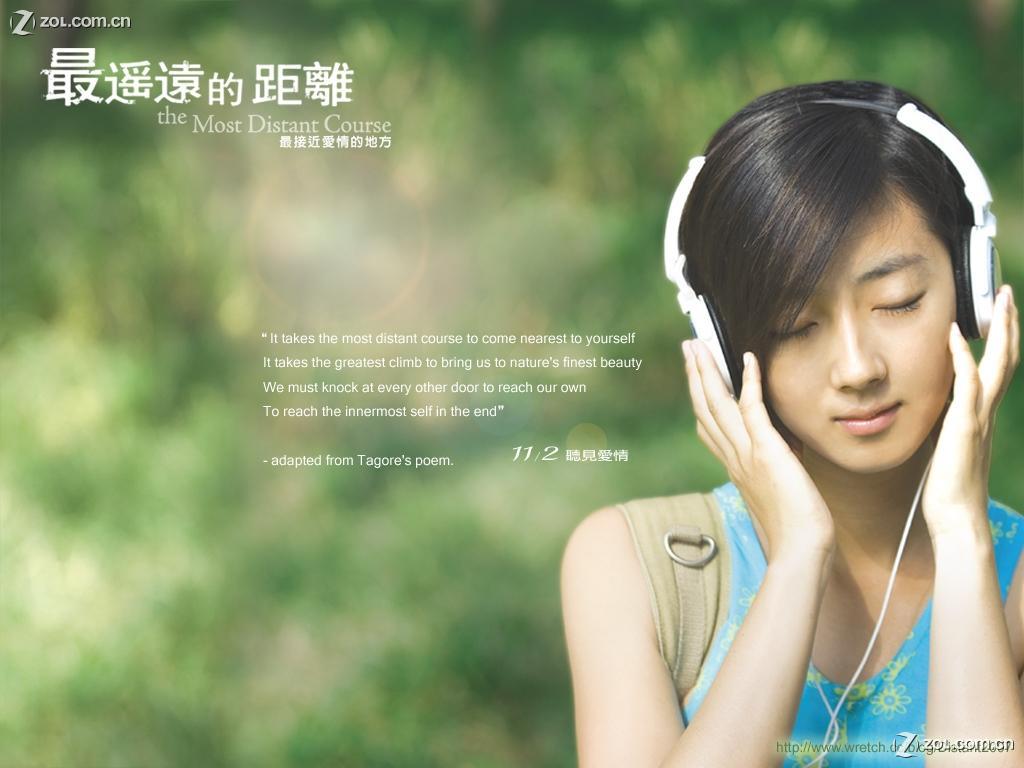 ZOL.COM.CN
最遥遠的距離
the Most Distant Course
最接近愛情的地方
“It takes the most distant course to come nearest to yourself
It takes the greatest climb to bring us to nature's finest beauty
We must knock at every other door to reach our own
To reach the innermost self in the end”
- adapted from Tagore's poem.
11/2 聽見愛情
ZOL.COM.CN